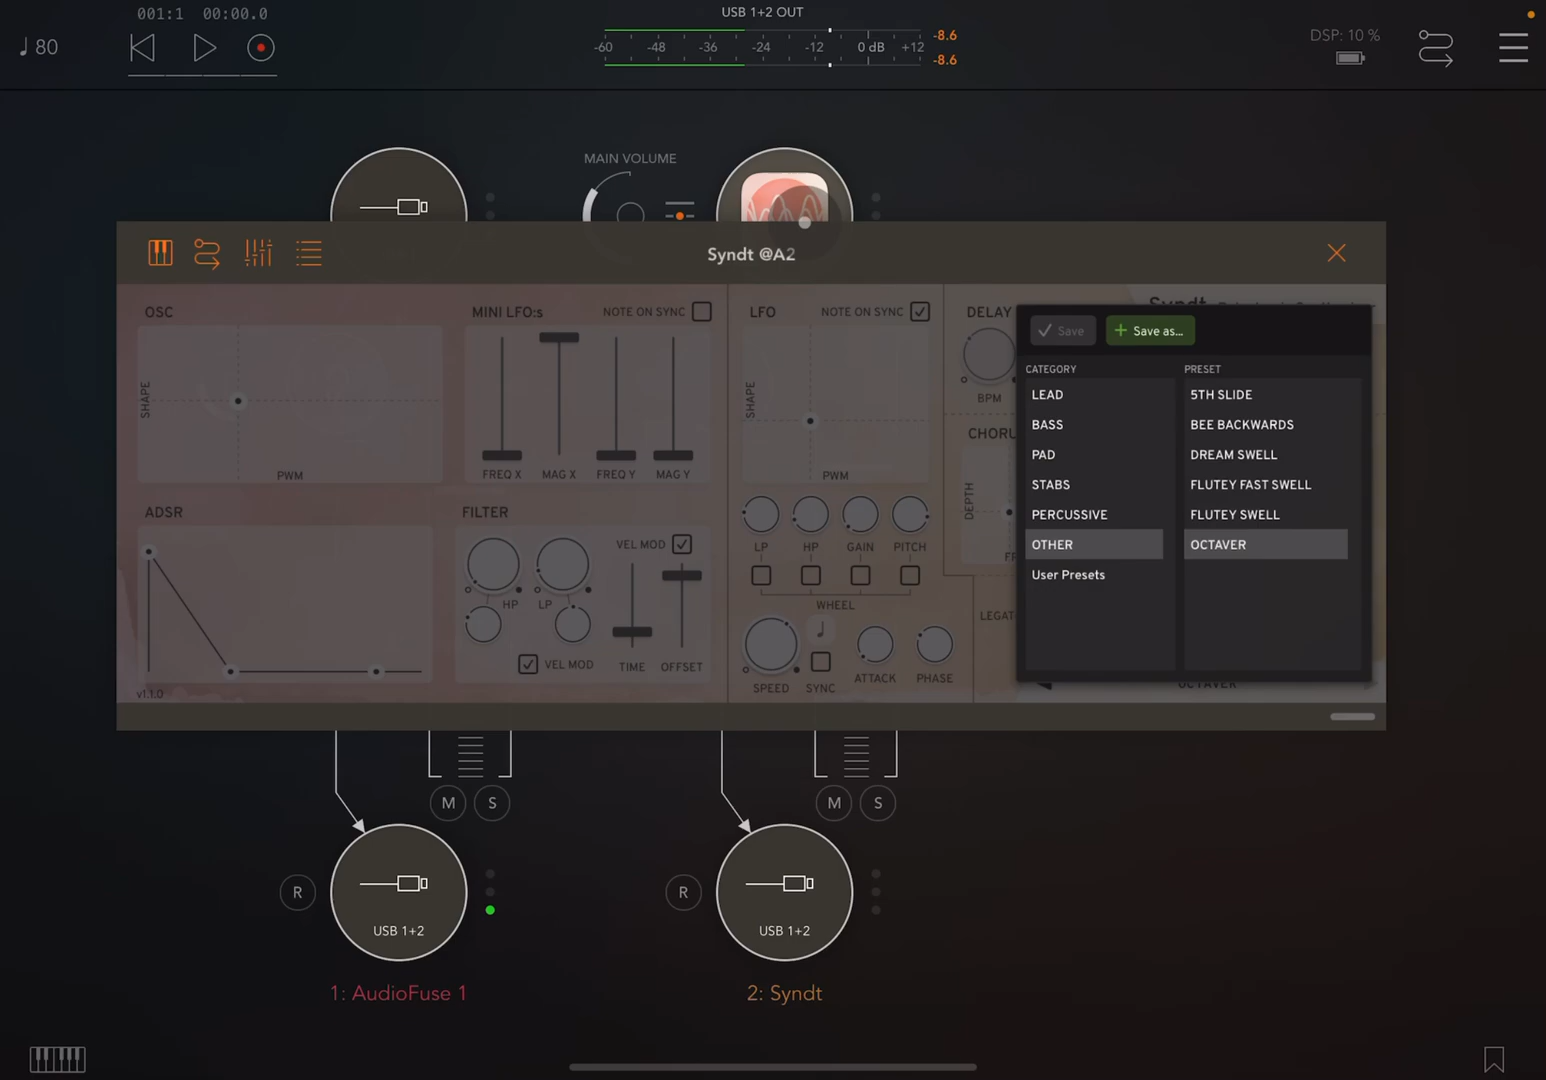 001:1 00:00.0
USB 1+2 OUT
80
-60 -48 -36 -24 -12 0 dB +12
-8.6
-8.6
DSP: 10 %
MAIN VOLUME
Syndt @A2
OSC
SHAPE
PWM
MINI LFO:s
NOTE ON SYNC
FREQ X MAG X FREQ Y MAG Y
LFO
NOTE ON SYNC
SHAPE
PWM
DELAY
BPM
Syndt
Save
Save as...
CATEGORY PRESET
LEAD 5TH SLIDE
BASS BEE BACKWARDS
PAD DREAM SWELL
STABS FLUTEY FAST SWELL
PERCUSSIVE FLUTEY SWELL
OTHER OCTAVER
User Presets
CHORU
DEPTH
ADSR
FILTER
VEL MOD
HP LP
VEL MOD
TIME OFFSET
LP HP GAIN PITCH
WHEEL
SPEED SYNC ATTACK PHASE
LEGAT
OCTAVER
v1.1.0
M S
M S
R
USB 1+2
R
USB 1+2
1: AudioFuse 1
2: Syndt